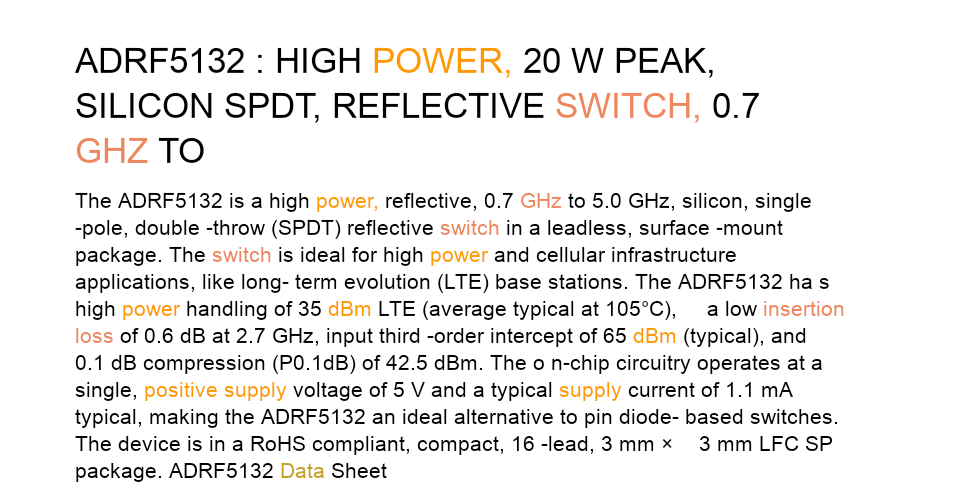 ADRF5132 : HIGH POWER, 20 W PEAK,
SILICON SPDT, REFLECTIVE SWITCH, 0.7
GHZ TO
The ADRF5132 is a high power, reflective, 0.7 GHz to 5.0 GHz, silicon, single
-pole, double -throw (SPDT) reflective switch in a leadless, surface -mount
package. The switch is ideal for high power and cellular infrastructure
applications, like long- term evolution (LTE) base stations. The ADRF5132 ha s
high power handling of 35 dBm LTE (average typical at 105°C), a low insertion
loss of 0.6 dB at 2.7 GHz, input third -order intercept of 65 dBm (typical), and
0.1 dB compression (P0.1dB) of 42.5 dBm. The o n-chip circuitry operates at a
single, positive supply voltage of 5 V and a typical supply current of 1.1 mA
typical, making the ADRF5132 an ideal alternative to pin diode- based switches.
The device is in a RoHS compliant, compact, 16 -lead, 3 mm × 3 mm LFC SP
package. ADRF5132 Data Sheet